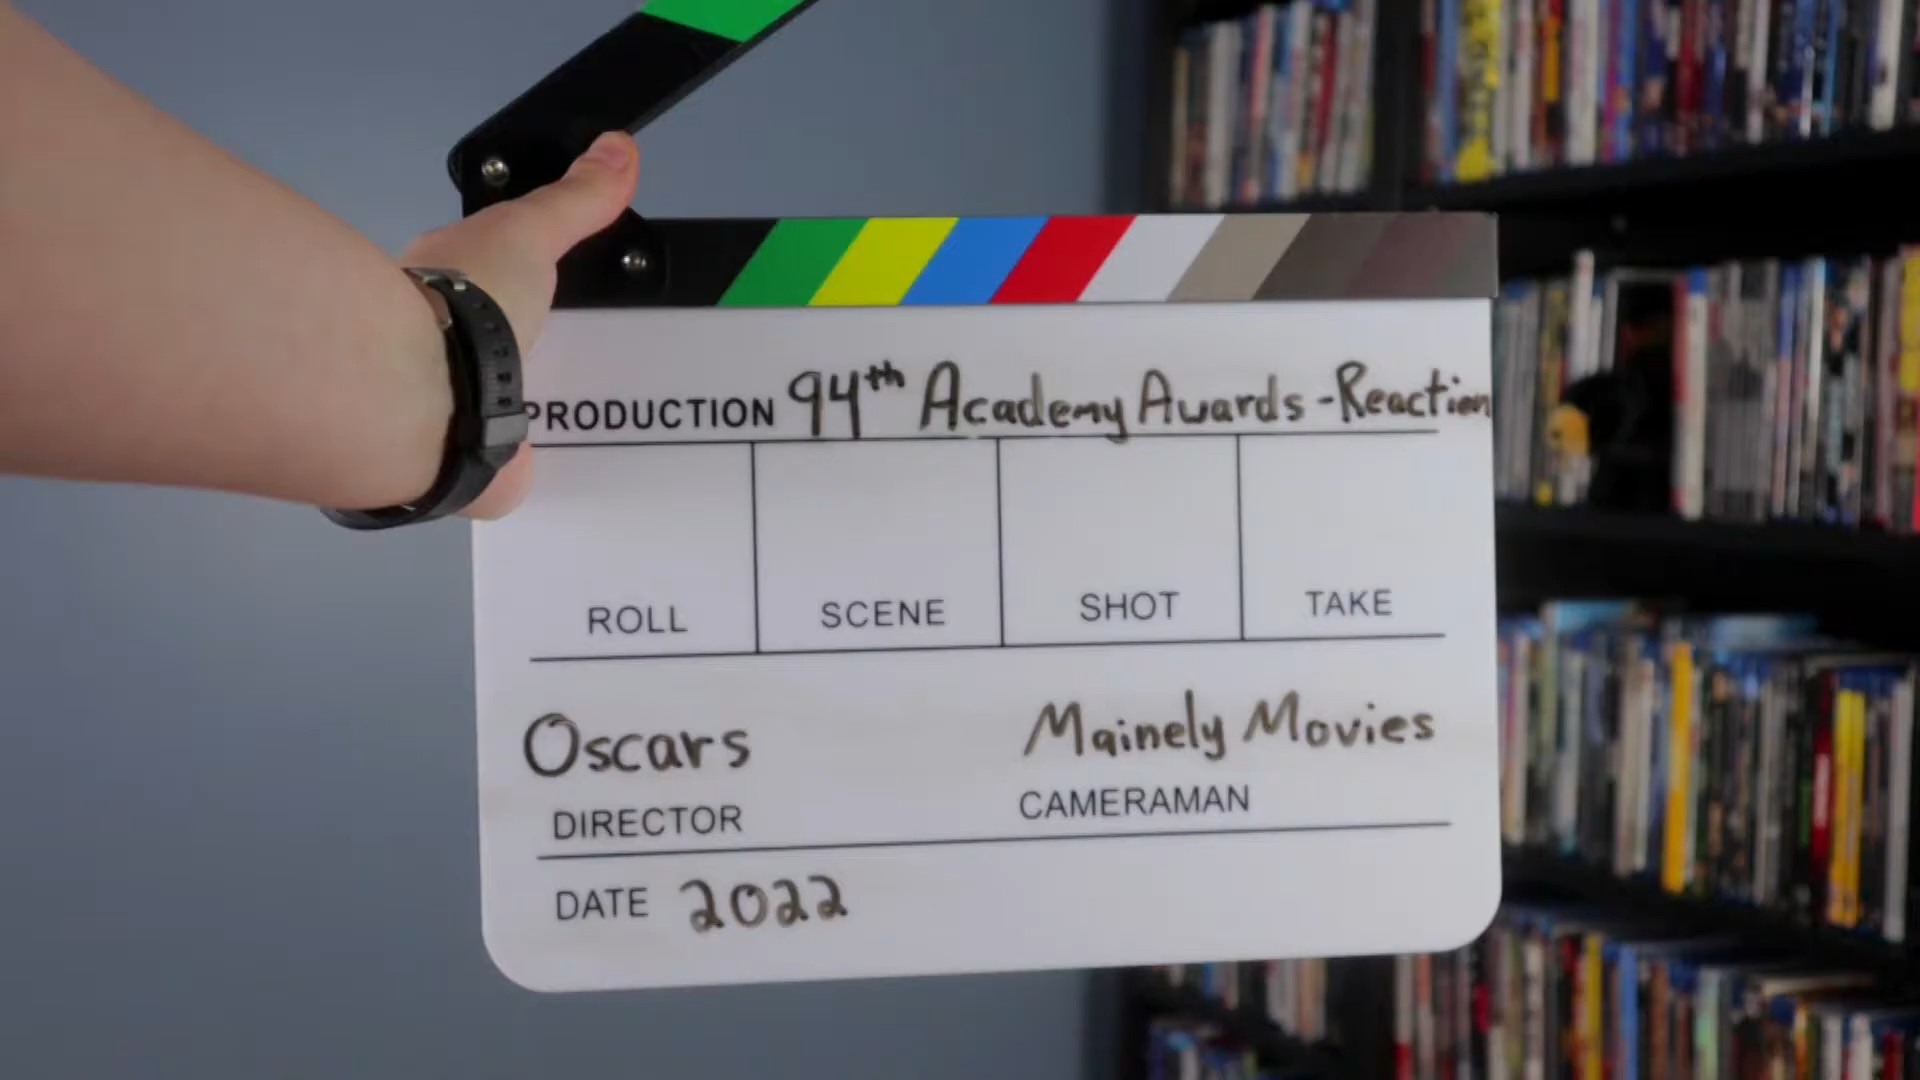 PRODUCTION 94th Academy Awards - Reaction
ROLL SCENE SHOT TAKE
Oscars Mainely Movies
DIRECTOR CAMERAMAN
DATE 2022